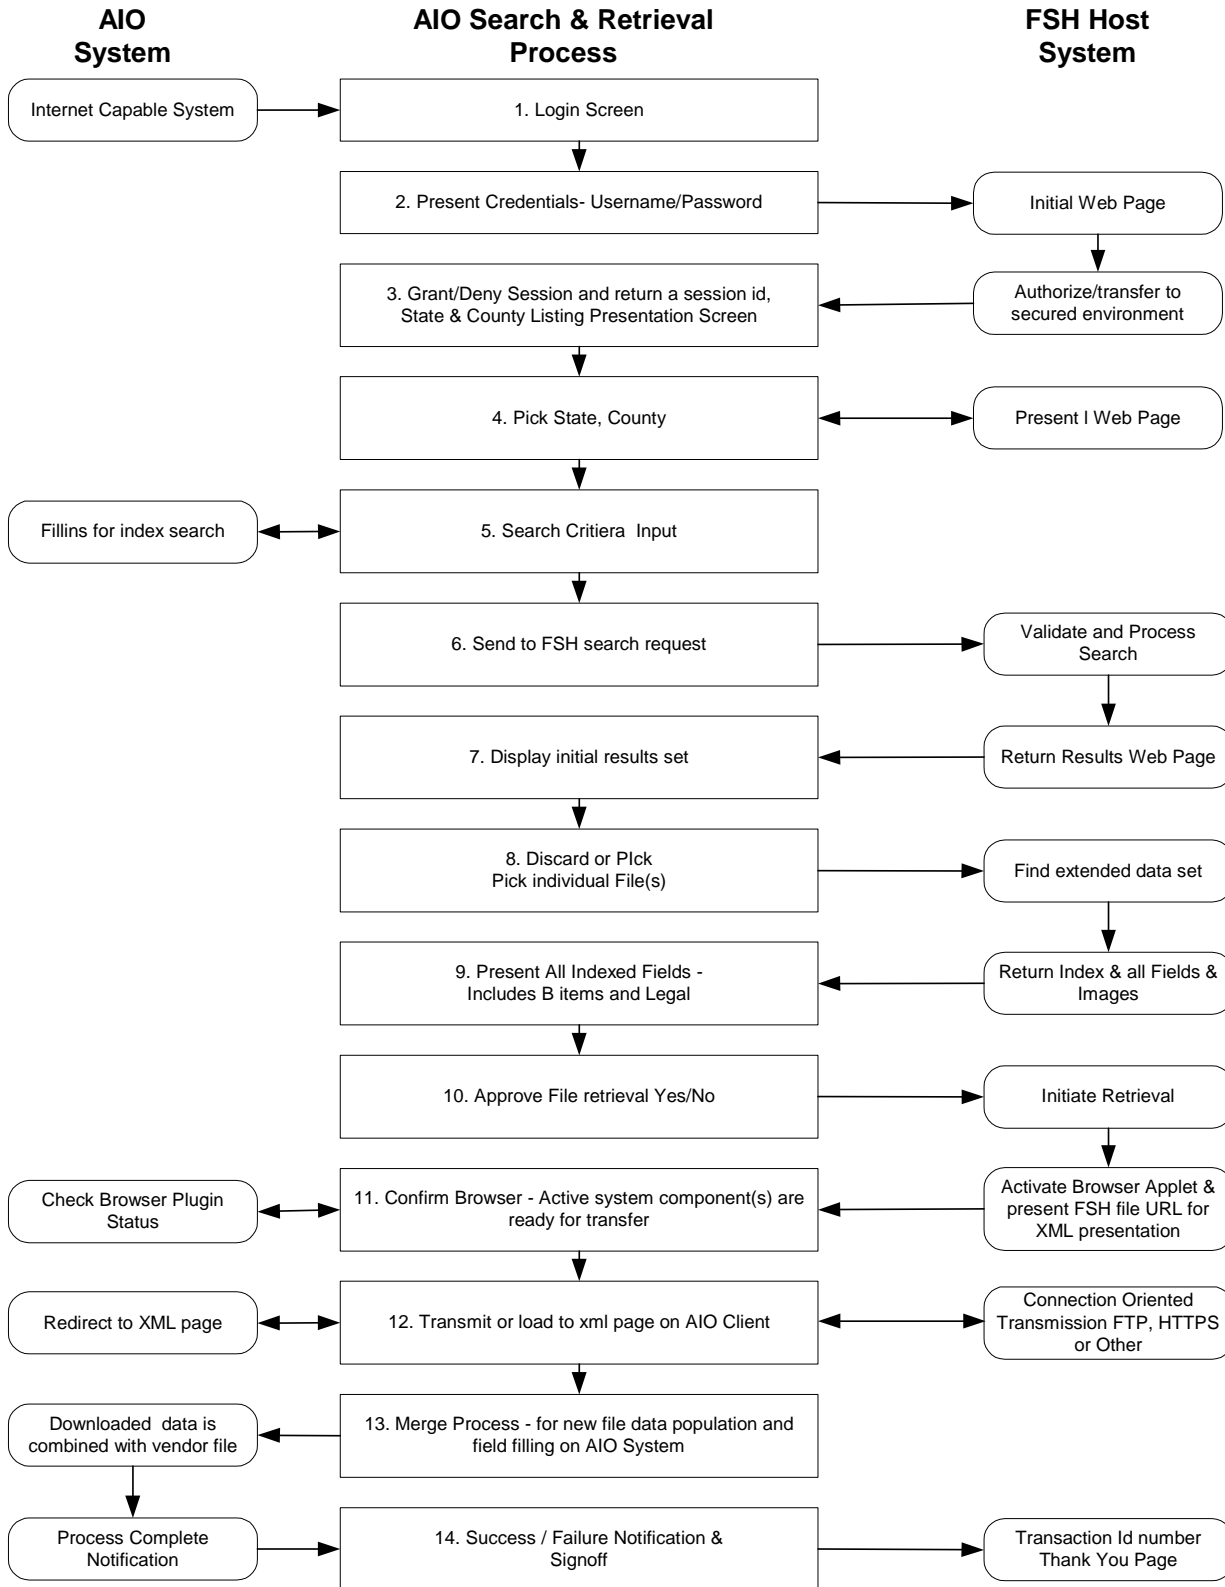 AIO
System
AIO Search & Retrieval
Process
FSH Host
System
Internet Capable System
1. Login Screen
2. Present Credentials- Username/Password
Initial Web Page
3. Grant/Deny Session and return a session id,
State & County Listing Presentation Screen
Authorize/transfer to
secured environment
4. Pick State, County
Present I Web Page
Fillins for index search
5. Search Critiera  Input
6. Send to FSH search request
Validate and Process
Search
7. Display initial results set
Return Results Web Page
8. Discard or PIck
Pick individual File(s)
Find extended data set
9. Present All Indexed Fields -
Includes B items and Legal
Return Index & all Fields &
Images
10. Approve File retrieval Yes/No
Initiate Retrieval
Check Browser Plugin
Status
11. Confirm Browser - Active system component(s) are
ready for transfer
Activate Browser Applet &
present FSH file URL for
XML presentation
Redirect to XML page
12. Transmit or load to xml page on AIO Client
Connection Oriented
Transmission FTP, HTTPS
or Other
Downloaded  data is
combined with vendor file
13. Merge Process - for new file data population and
field filling on AIO System
Process Complete
Notification
14. Success / Failure Notification &
Signoff
Transaction Id number
Thank You Page